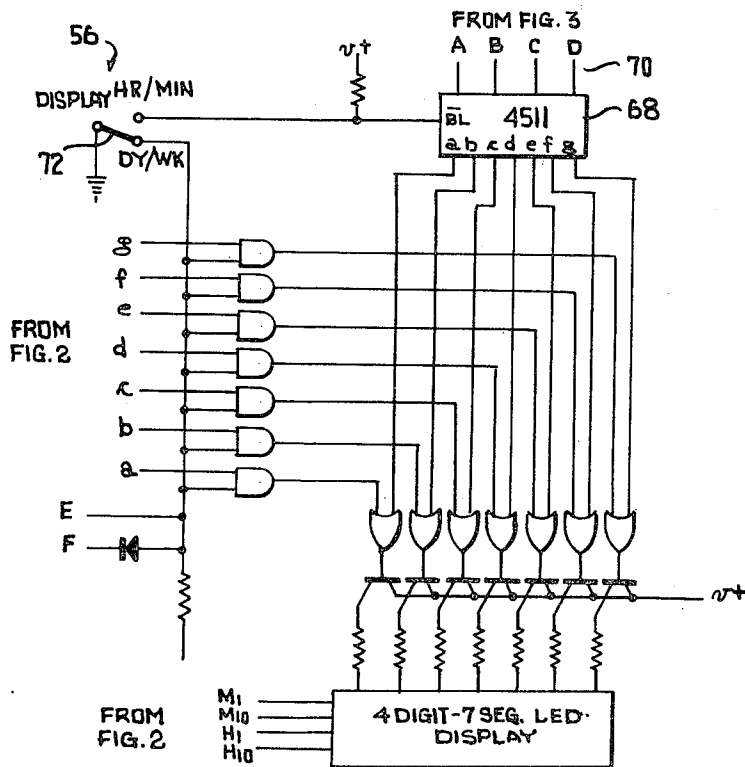 FROM FIG. 3
A B C D
70
56
v+
DISPLAY HR/MIN
B̅L̅ 4511
68
a b c d e f g
72
DY/WK
g
f
e
FROM
FIG. 2
d
c
b
a
E
F
v+
M1
M10
H1
H10
FROM
FIG. 2
4 DIGIT-7 SEG. LED
DISPLAY